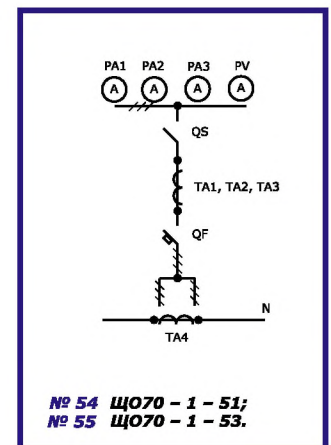 PA1 PA2 PA3 PV
A A A A
QS
TA1, TA2, TA3
QF
N
TA4
№ 54 ЩО70 – 1 – 51;
№ 55 ЩО70 – 1 – 53.